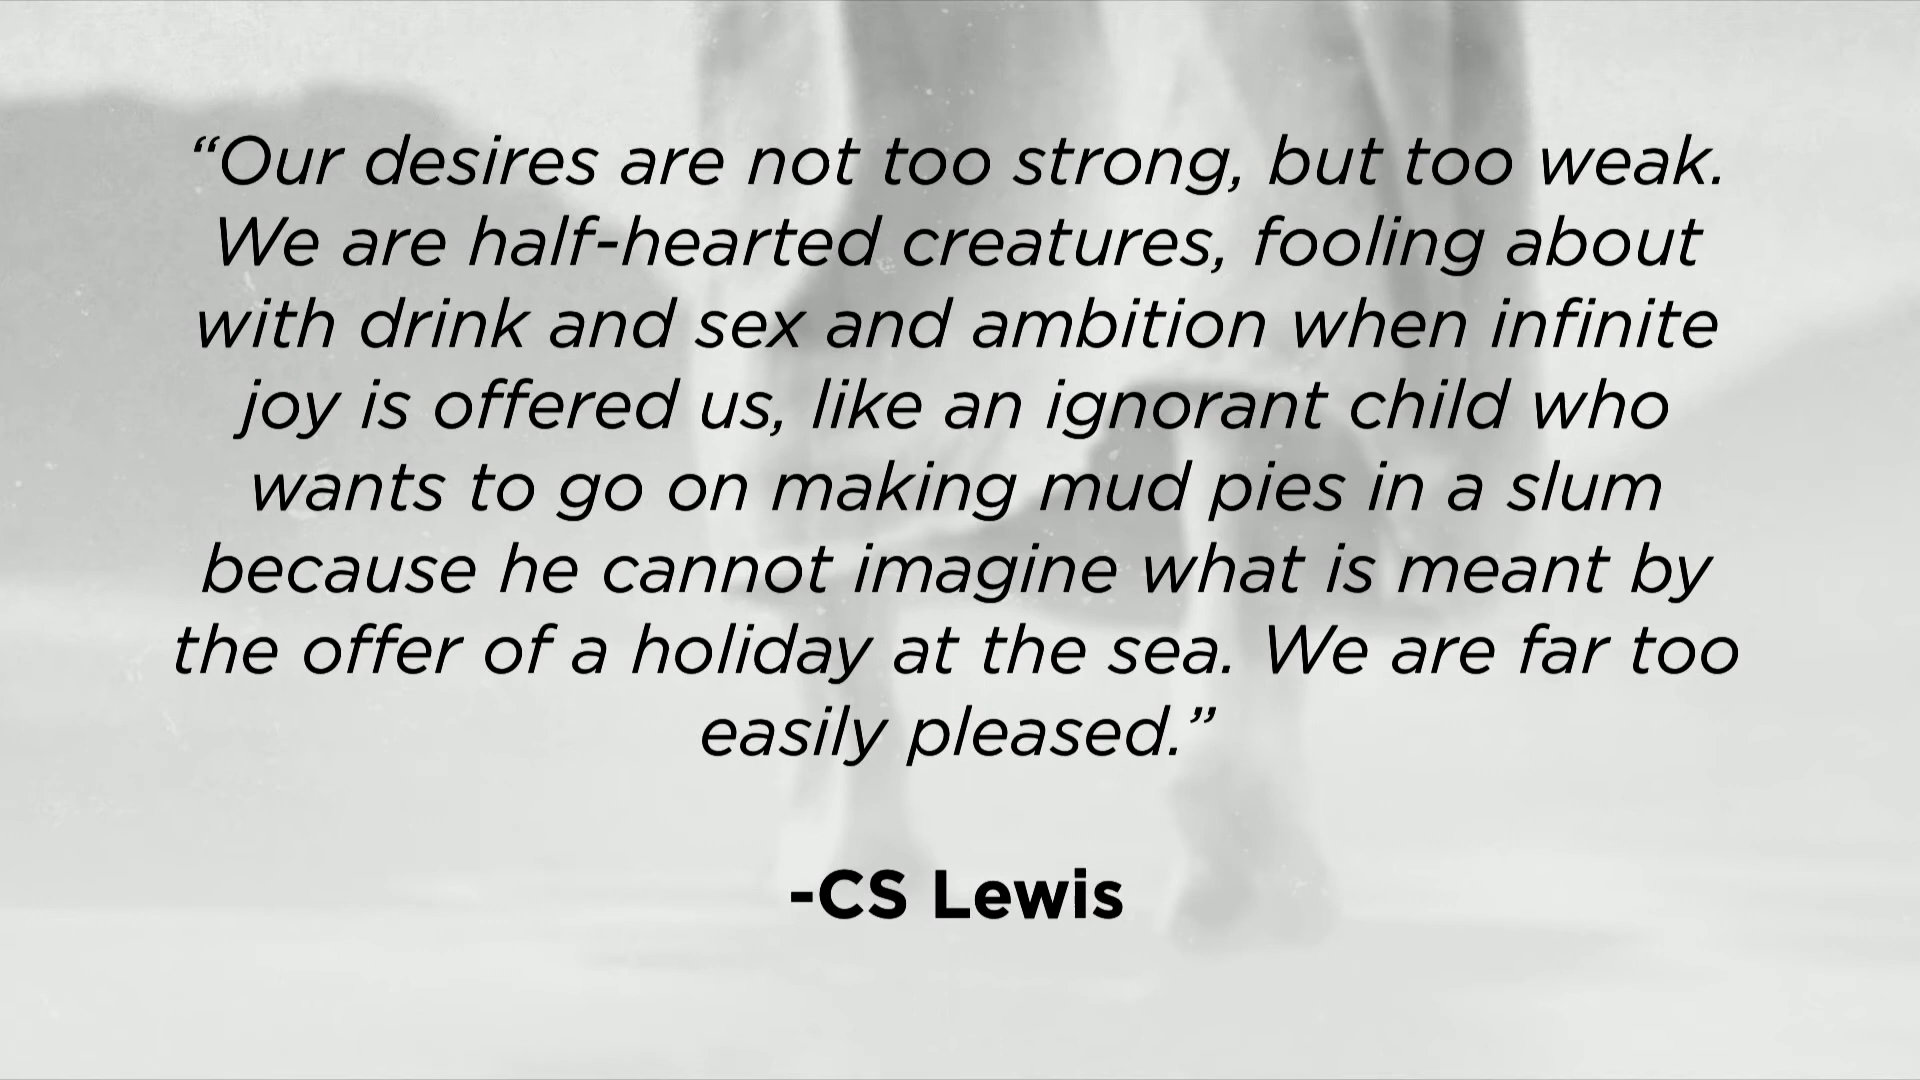 “Our desires are not too strong, but too weak.
We are half-hearted creatures, fooling about
with drink and sex and ambition when infinite
joy is offered us, like an ignorant child who
wants to go on making mud pies in a slum
because he cannot imagine what is meant by
the offer of a holiday at the sea. We are far too
easily pleased.”
-CS Lewis